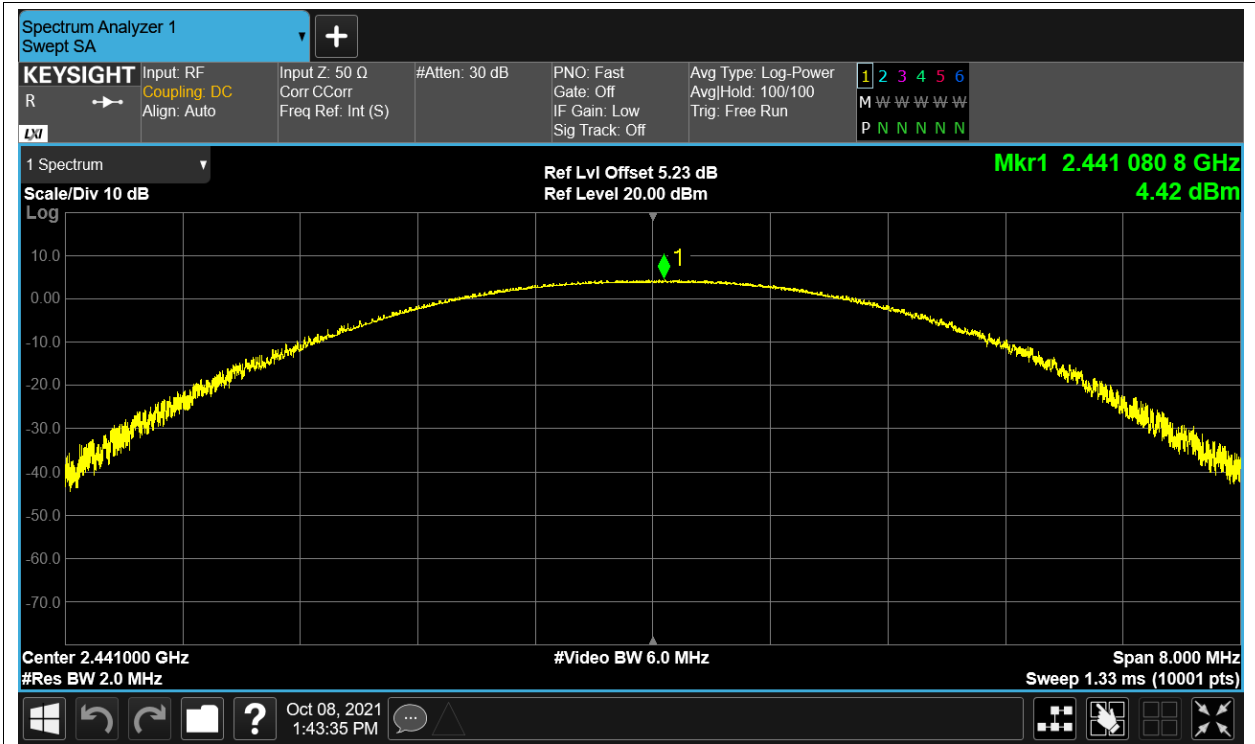 Spectrum Analyzer 1
Swept SA
KEYSIGHT
R
LXI
Input: RF
Coupling: DC
Align: Auto
Input Z: 50 Ω
Corr CCorr
Freq Ref: Int (S)
#Atten: 30 dB
PNO: Fast
Gate: Off
IF Gain: Low
Sig Track: Off
Avg Type: Log-Power
Avg|Hold: 100/100
Trig: Free Run
1 2 3 4 5 6
M W W W W W
P N N N N N
1 Spectrum
Scale/Div 10 dB
Log
Ref Lvl Offset 5.23 dB
Ref Level 20.00 dBm
Mkr1 2.441 080 8 GHz
4.42 dBm
1
10.0
0.00
-10.0
-20.0
-30.0
-40.0
-50.0
-60.0
-70.0
Center 2.441000 GHz
#Video BW 6.0 MHz
Span 8.000 MHz
#Res BW 2.0 MHz
Sweep 1.33 ms (10001 pts)
?
Oct 08, 2021
1:43:35 PM